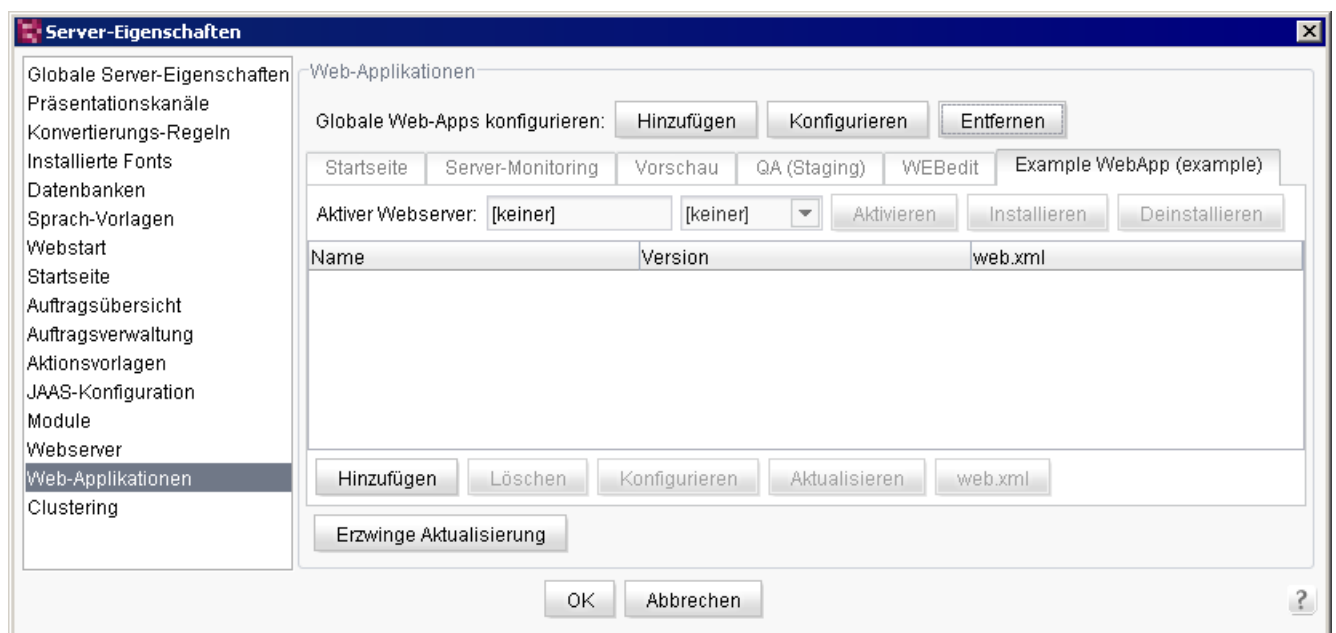 Server-Eigenschaften
Globale Server-Eigenschaften
Präsentationskanäle
Konvertierungs-Regeln
Installierte Fonts
Datenbanken
Sprach-Vorlagen
Webstart
Startseite
Auftragsübersicht
Auftragsverwaltung
Aktionsvorlagen
JAAS-Konfiguration
Module
Webserver
Web-Applikationen
Clustering
Web-Applikationen
Globale Web-Apps konfigurieren: Hinzufügen Konfigurieren Entfernen
Startseite Server-Monitoring Vorschau QA (Staging) WEBedit Example WebApp (example)
Aktiver Webserver: [keiner] [keiner] Aktivieren Installieren Deinstallieren
Name Version web.xml
Hinzufügen Löschen Konfigurieren Aktualisieren web.xml
Erzwinge Aktualisierung
OK Abbrechen ?